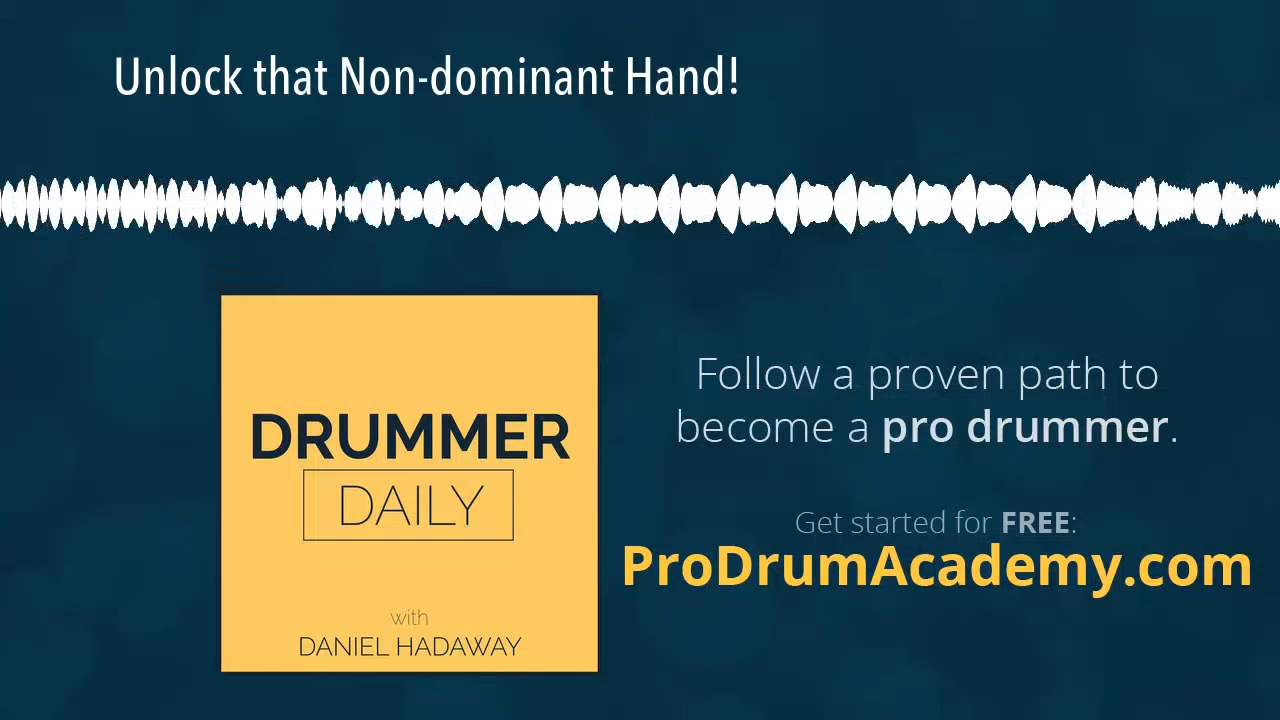 Unlock that Non-dominant Hand!
DRUMMER
DAILY
with
DANIEL HADAWAY
Follow a proven path to
become a pro drummer.
Get started for FREE:
ProDrumAcademy.com